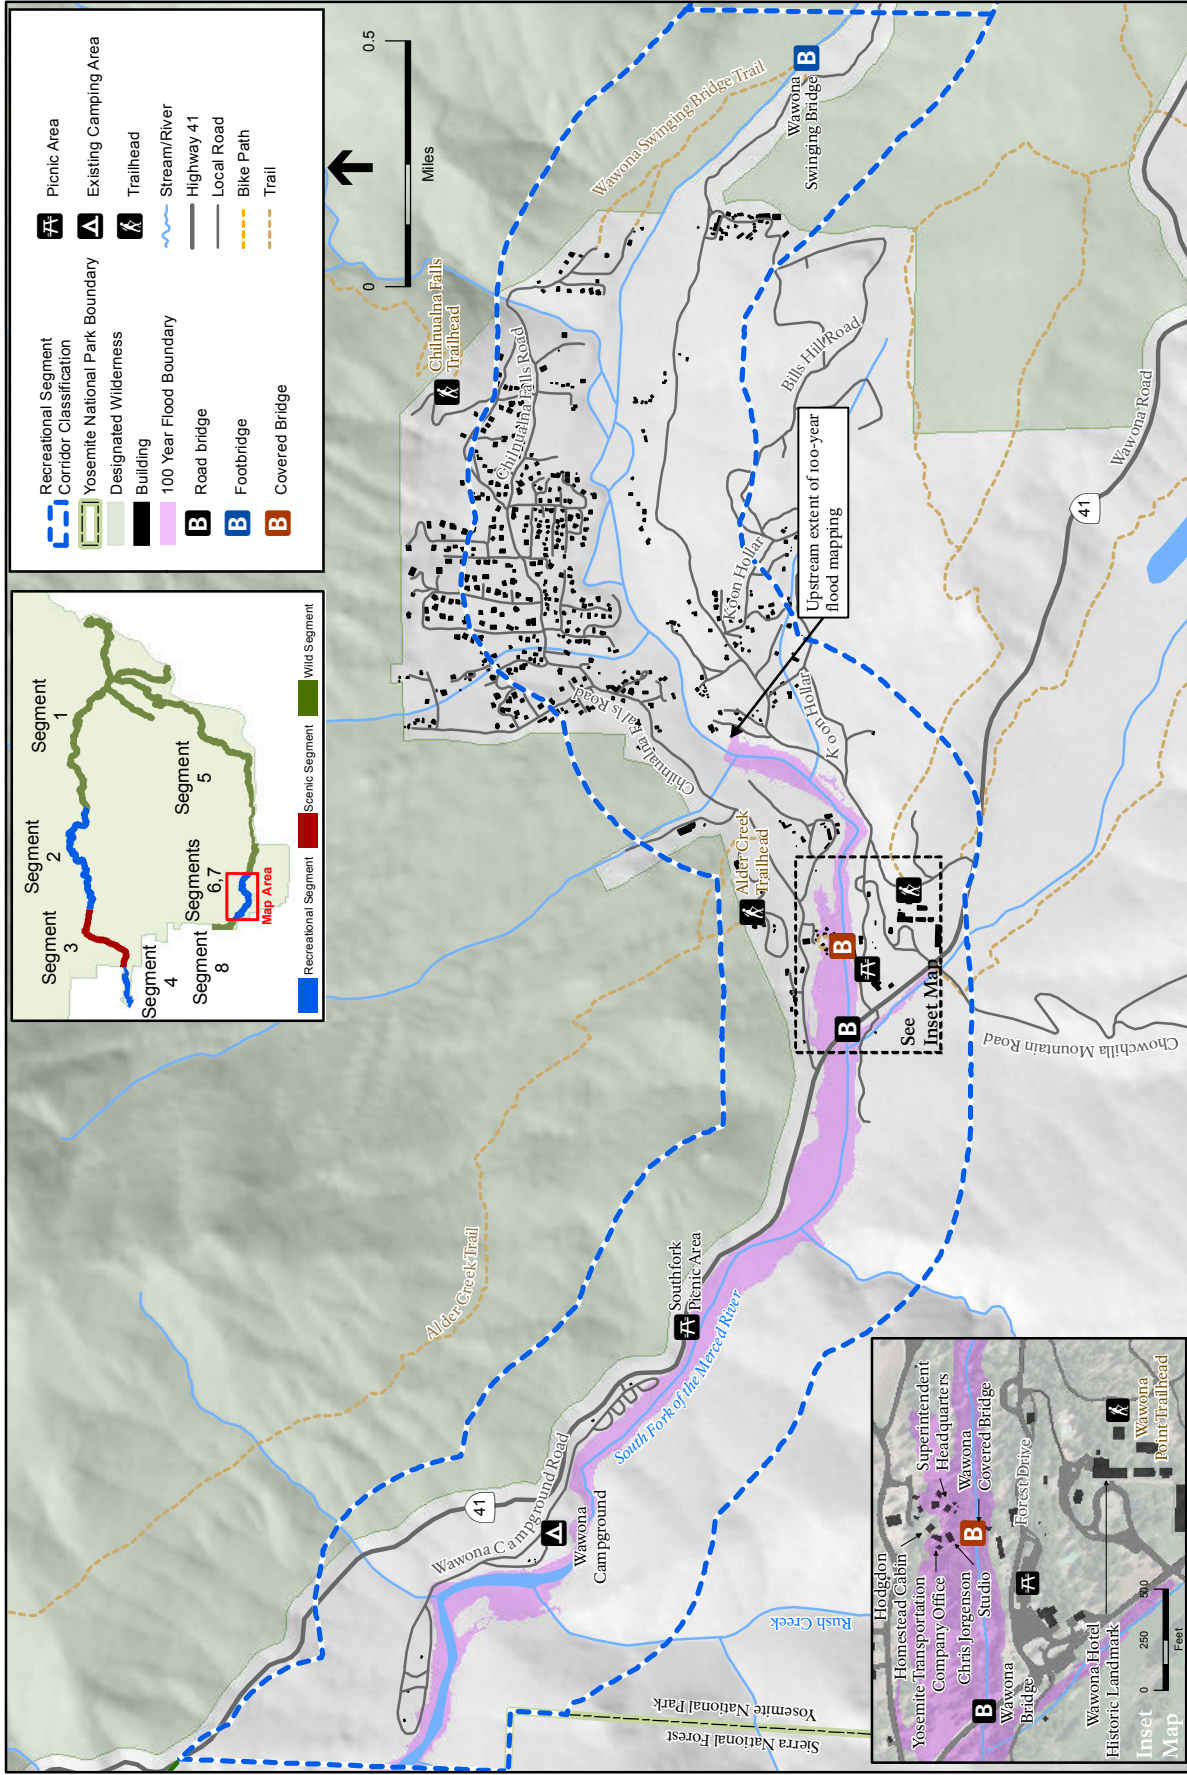 Recreational Segment
Corridor Classification
Yosemite National Park Boundary
Designated Wilderness
Building
100 Year Flood Boundary
B
Road bridge
B
Footbridge
B
Covered Bridge
Picnic Area
Existing Camping Area
Trailhead
Stream/River
Highway 41
Local Road
Bike Path
Trail
Segment
1
Segment
2
Segment
3
Segment
4
Segment
5
Segments
6,7
Segment
8
Map Area
Recreational Segment
Scenic Segment
Wild Segment
0
0.5
Miles
Wawona Swinging Bridge Trail
B
Wawona
Swinging Bridge
Chilnualna Falls
Trailhead
Chilnualna Falls Road
Bills Hill Road
Koon Hollar
Upstream extent of 100-year
flood mapping
Wawona Road
41
Chilnualna Falls Road
Koon Hollar
Alder Creek
Trailhead
B
B
See
Inset Map
Chowchilla Mountain Road
Alder Creek Trail
Southfork
Picnic Area
South Fork of the Merced River
41
Wawona Campground Road
Wawona
Campground
Rush Creek
Yosemite National Park
Sierra National Forest
Hodgdon
Homestead Cabin
Yosemite Transportation
Company Office
Chris Jorgenson
Studio
Wawona
Bridge
B
B
Superintendent
Headquarters
Wawona
Covered Bridge
Forest Drive
Wawona
Point Trailhead
Wawona Hotel
Historic Landmark
0
250
500
Feet
Inset
Map